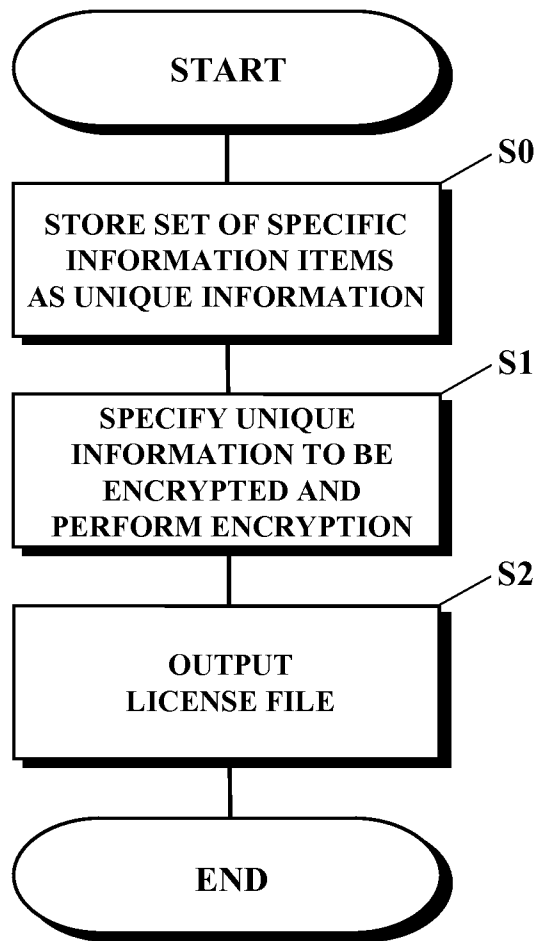 START
S0
STORE SET OF SPECIFIC
INFORMATION ITEMS
AS UNIQUE INFORMATION
S1
SPECIFY UNIQUE
INFORMATION TO BE
ENCRYPTED AND
PERFORM ENCRYPTION
S2
OUTPUT
LICENSE FILE
END